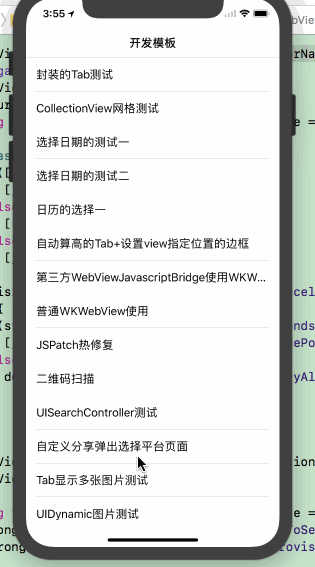 3:55
开发模板
封装的Tab测试
CollectionView网格测试
选择日期的测试一
选择日期的测试二
日历的选择一
自动算高的Tab+设置view指定位置的边框
第三方WebViewJavascriptBridge使用WKW...
普通WKWebView使用
JSPatch热修复
二维码扫描
UISearchController测试
自定义分享弹出选择平台页面
Tab显示多张图片测试
UIDynamic图片测试